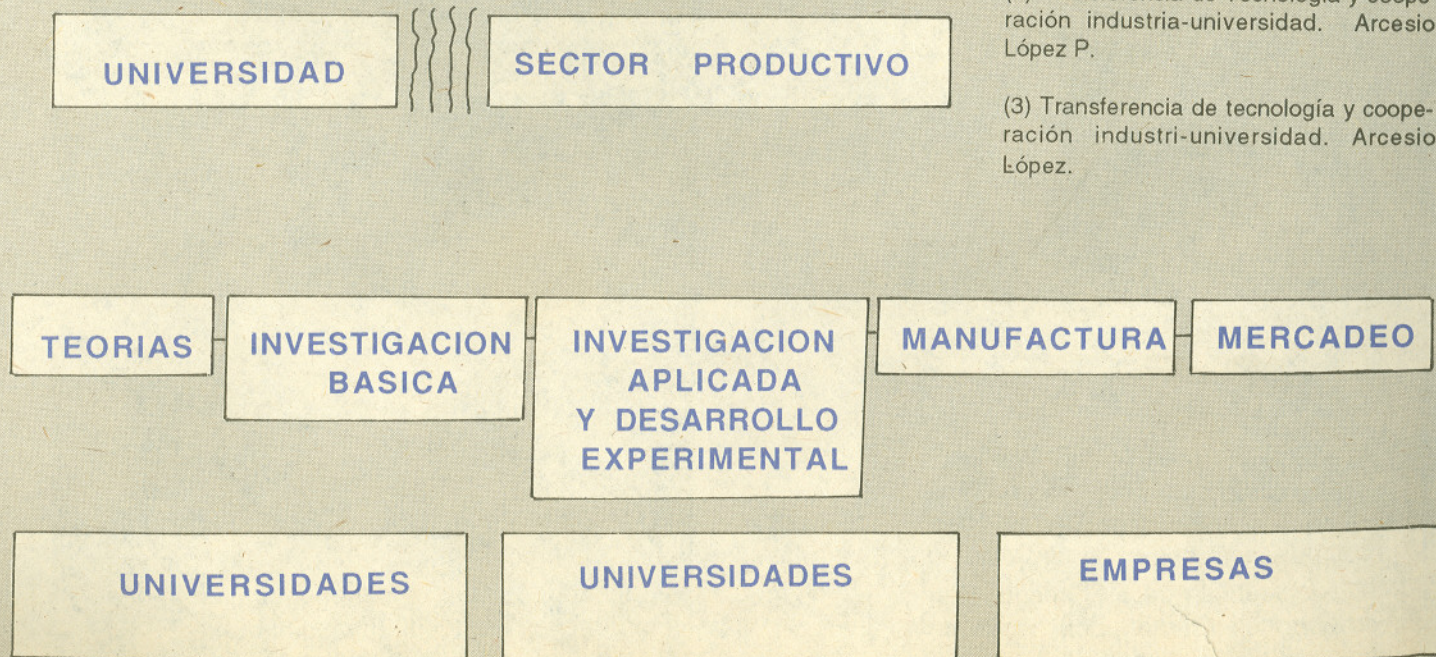 UNIVERSIDAD
SECTOR PRODUCTIVO
ración industria-universidad. Arcesio
López P.
(3) Transferencia de tecnología y coope-
ración industri-universidad. Arcesio
López.
TEORIAS
INVESTIGACION
BASICA
INVESTIGACION
APLICADA
Y DESARROLLO
EXPERIMENTAL
MANUFACTURA
MERCADEO
UNIVERSIDADES
UNIVERSIDADES
EMPRESAS